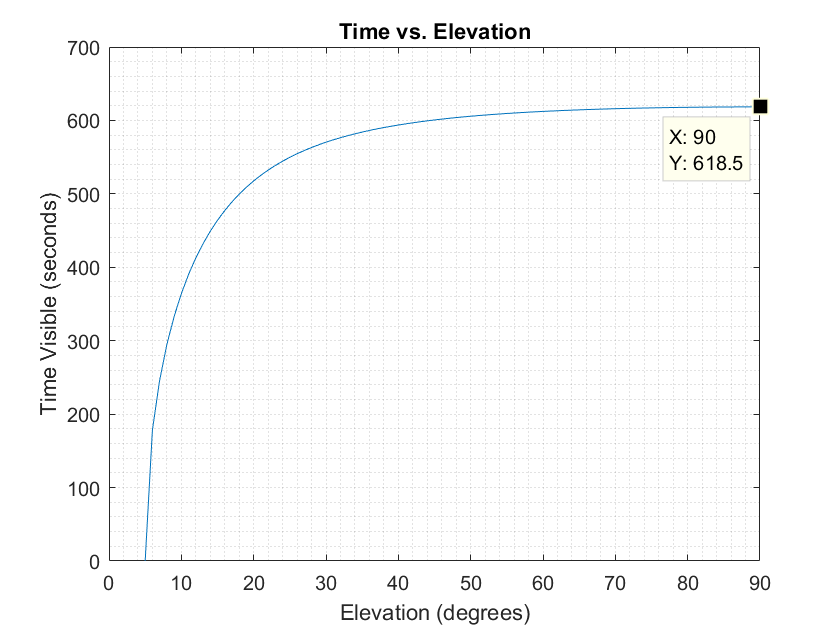 Time vs. Elevation
700
600
500
400
300
200
100
0
Time Visible (seconds)
X: 90
Y: 618.5
0 10 20 30 40 50 60 70 80 90
Elevation (degrees)